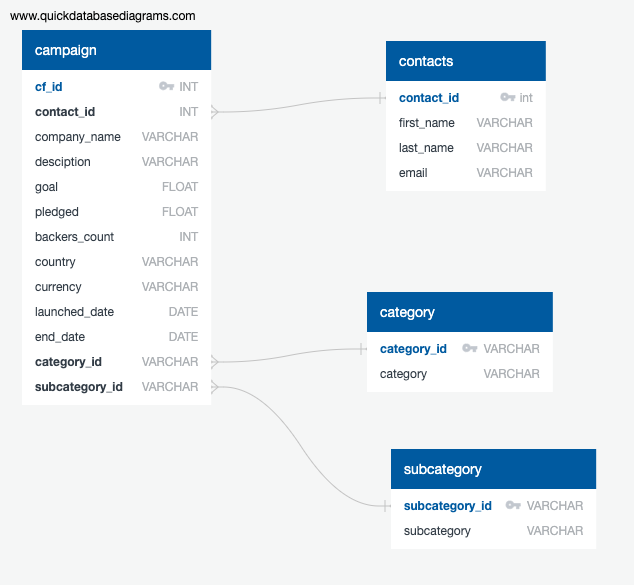 www.quickdatabasediagrams.com
campaign
cf_id INT
contact_id INT
company_name VARCHAR
desciption VARCHAR
goal FLOAT
pledged FLOAT
backers_count INT
country VARCHAR
currency VARCHAR
launched_date DATE
end_date DATE
category_id VARCHAR
subcategory_id VARCHAR
contacts
contact_id int
first_name VARCHAR
last_name VARCHAR
email VARCHAR
category
category_id VARCHAR
category VARCHAR
subcategory
subcategory_id VARCHAR
subcategory VARCHAR